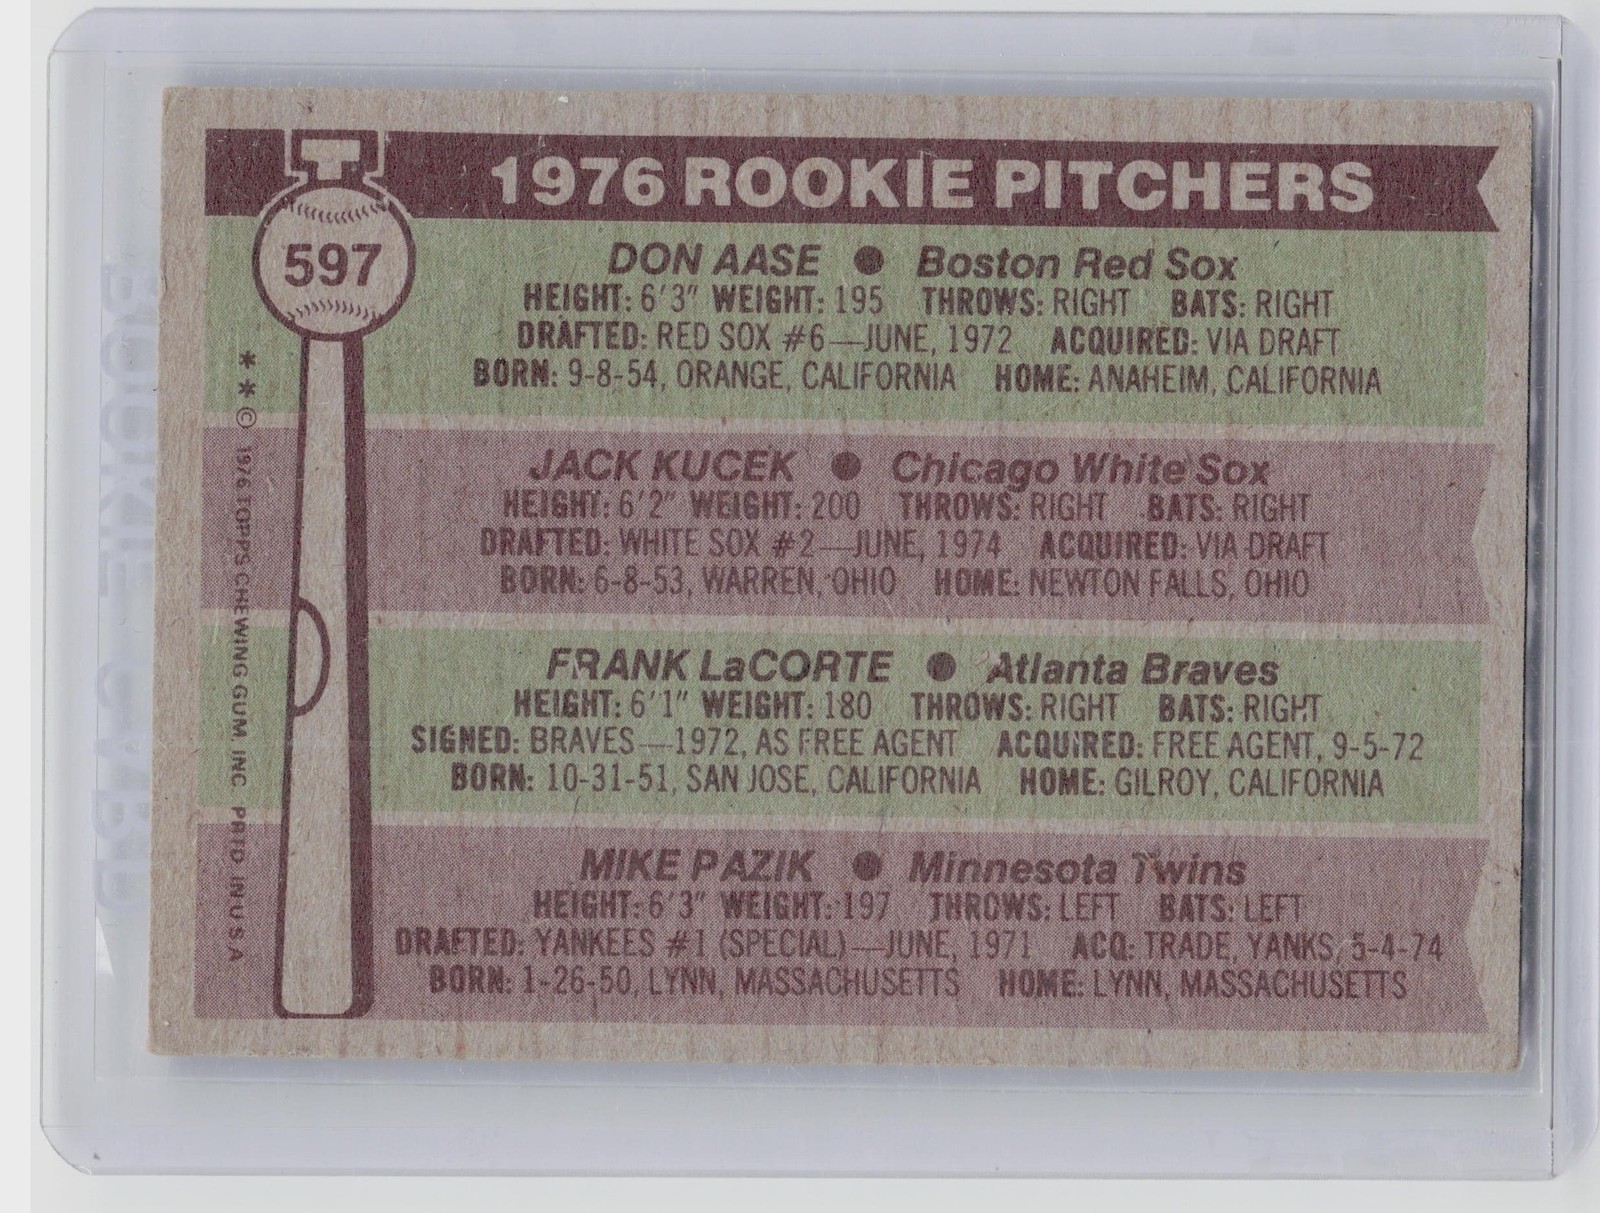 1976 ROOKIE PITCHERS
597
DON AASE ● Boston Red Sox
HEIGHT: 6'3" WEIGHT: 195 THROWS: RIGHT BATS: RIGHT
DRAFTED: RED SOX #6—JUNE, 1972 ACQUIRED: VIA DRAFT
BORN: 9-8-54, ORANGE, CALIFORNIA HOME: ANAHEIM, CALIFORNIA
JACK KUCEK ● Chicago White Sox
HEIGHT: 6'2" WEIGHT: 200 THROWS: RIGHT BATS: RIGHT
DRAFTED: WHITE SOX #2—JUNE, 1974 ACQUIRED: VIA DRAFT
BORN: 6-8-53, WARREN, OHIO HOME: NEWTON FALLS, OHIO
FRANK LaCORTE ● Atlanta Braves
HEIGHT: 6'1" WEIGHT: 180 THROWS: RIGHT BATS: RIGHT
SIGNED: BRAVES—1972, AS FREE AGENT ACQUIRED: FREE AGENT, 9-5-72
BORN: 10-31-51, SAN JOSE, CALIFORNIA HOME: GILROY, CALIFORNIA
MIKE PAZIK ● Minnesota Twins
HEIGHT: 6'3" WEIGHT: 197 THROWS: LEFT BATS: LEFT
DRAFTED: YANKEES #1 (SPECIAL)—JUNE, 1971 ACQ: TRADE, YANKS, 5-4-74
BORN: 1-26-50, LYNN, MASSACHUSETTS HOME: LYNN, MASSACHUSETTS
** © 1976 TOPPS CHEWING GUM, INC. PRTD. IN U.S.A.
ROOKIE CARD